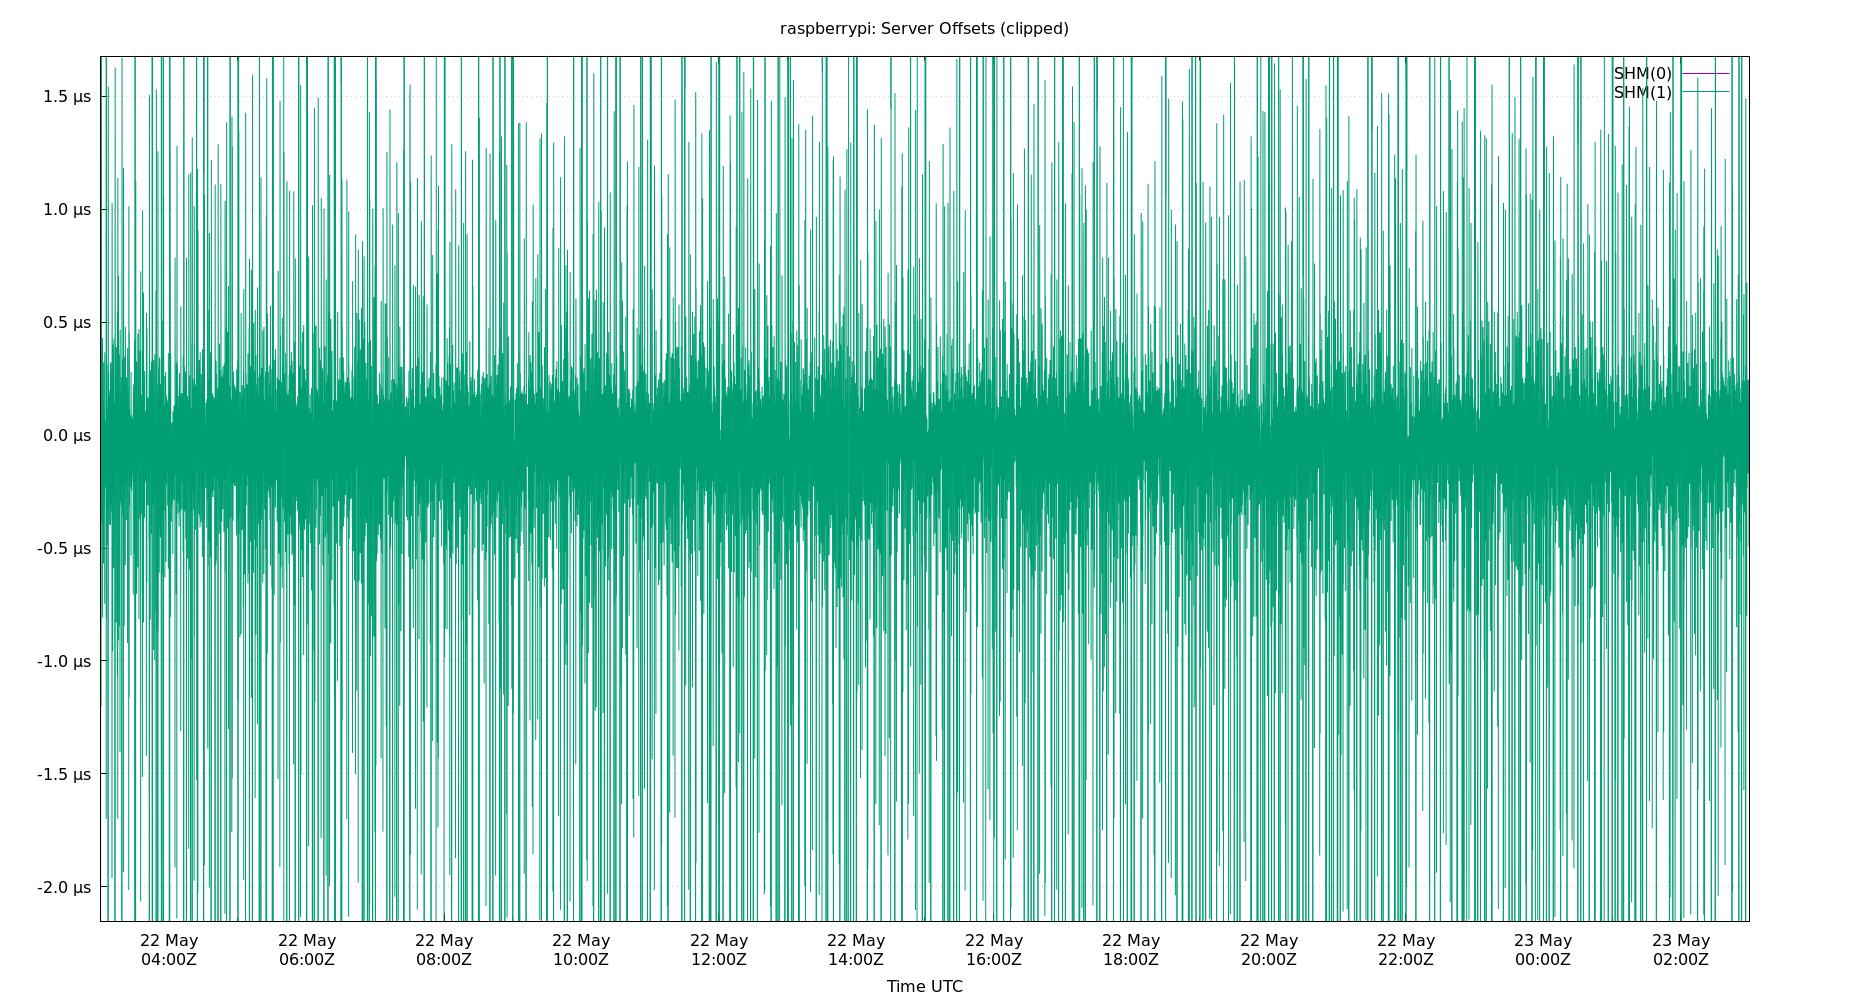 raspberrypi: Server Offsets (clipped)
SHM(0)
SHM(1)
1.5 µs
1.0 µs
0.5 µs
0.0 µs
-0.5 µs
-1.0 µs
-1.5 µs
-2.0 µs
22 May 22 May 22 May 22 May 22 May 22 May 22 May 22 May 22 May 22 May 23 May 23 May
04:00Z 06:00Z 08:00Z 10:00Z 12:00Z 14:00Z 16:00Z 18:00Z 20:00Z 22:00Z 00:00Z 02:00Z
Time UTC